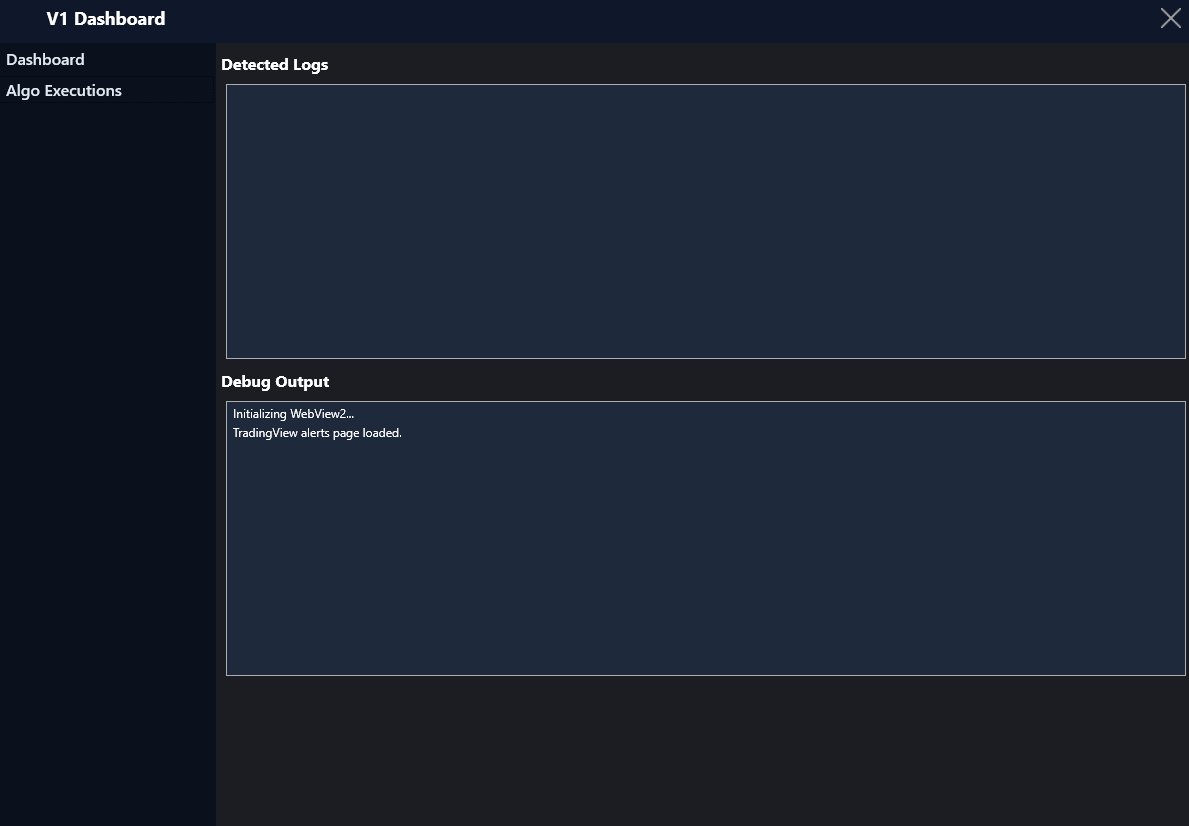 V1 Dashboard
Dashboard
Algo Executions
Detected Logs
Debug Output
Initializing WebView2...
TradingView alerts page loaded.